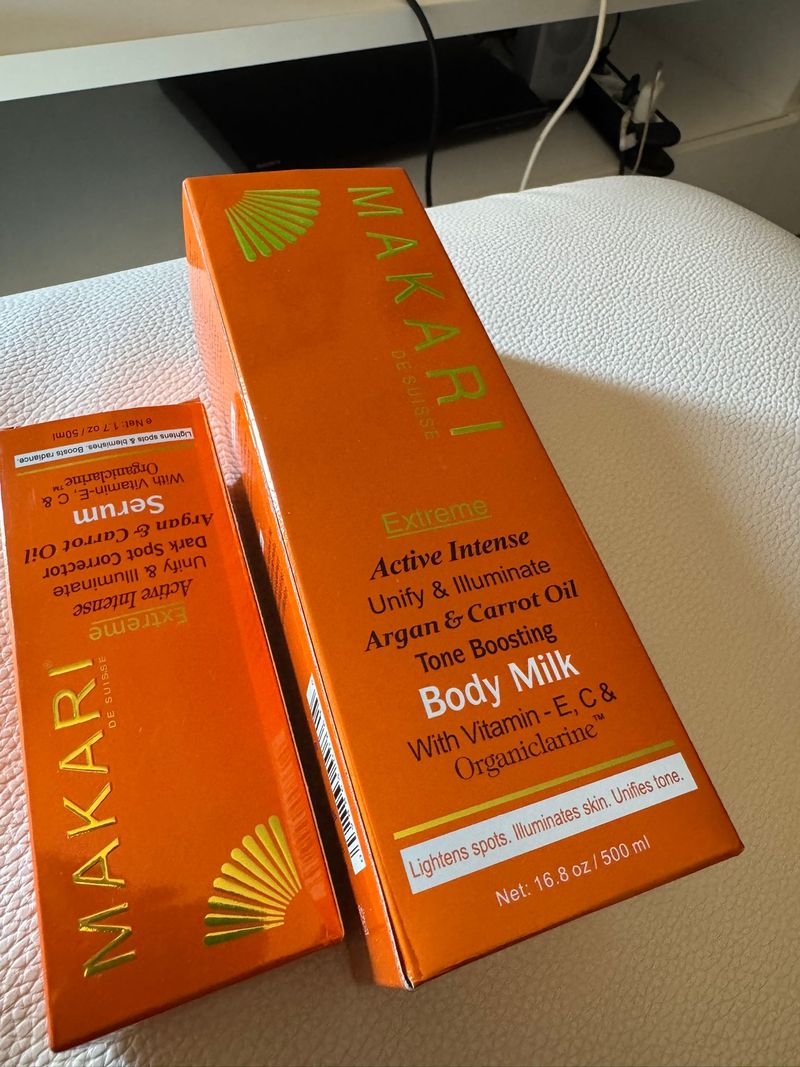 MAKARI
DE SUISSE
Extreme
Active Intense
Unify & Illuminate
Argan & Carrot Oil
Tone Boosting
Body Milk
With Vitamin - E, C &
Organiclarine™
Lightens spots. Illuminates skin. Unifies tone.
Net: 16.8 oz / 500 ml
MAKARI®
DE SUISSE
Extreme
Active Intense
Unify & Illuminate
Dark Spot Corrector
Argan & Carrot Oil
Serum
With Vitamin-E, C &
Organiclarine™
Lightens spots & blemishes. Boosts radiance.
e Net: 1.7 oz / 50ml